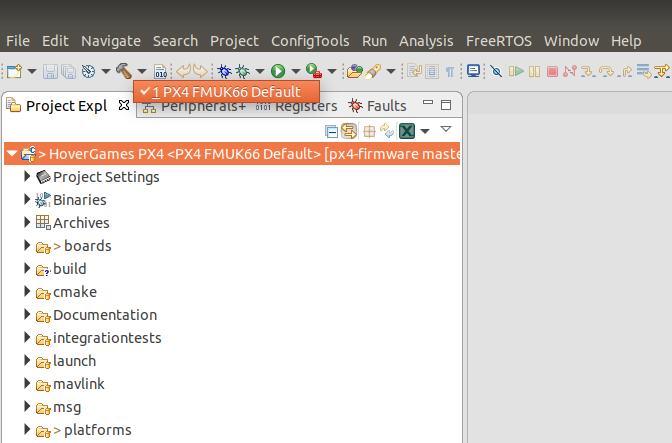 File Edit Navigate Search Project ConfigTools Run Analysis FreeRTOS Window Help
010
1 PX4 FMUK66 Default
Project Expl Peripherals+ Registers Faults
> HoverGames PX4 <PX4 FMUK66 Default> [px4-firmware maste
Project Settings
Binaries
Archives
> boards
build
cmake
Documentation
integrationtests
launch
mavlink
msg
> platforms